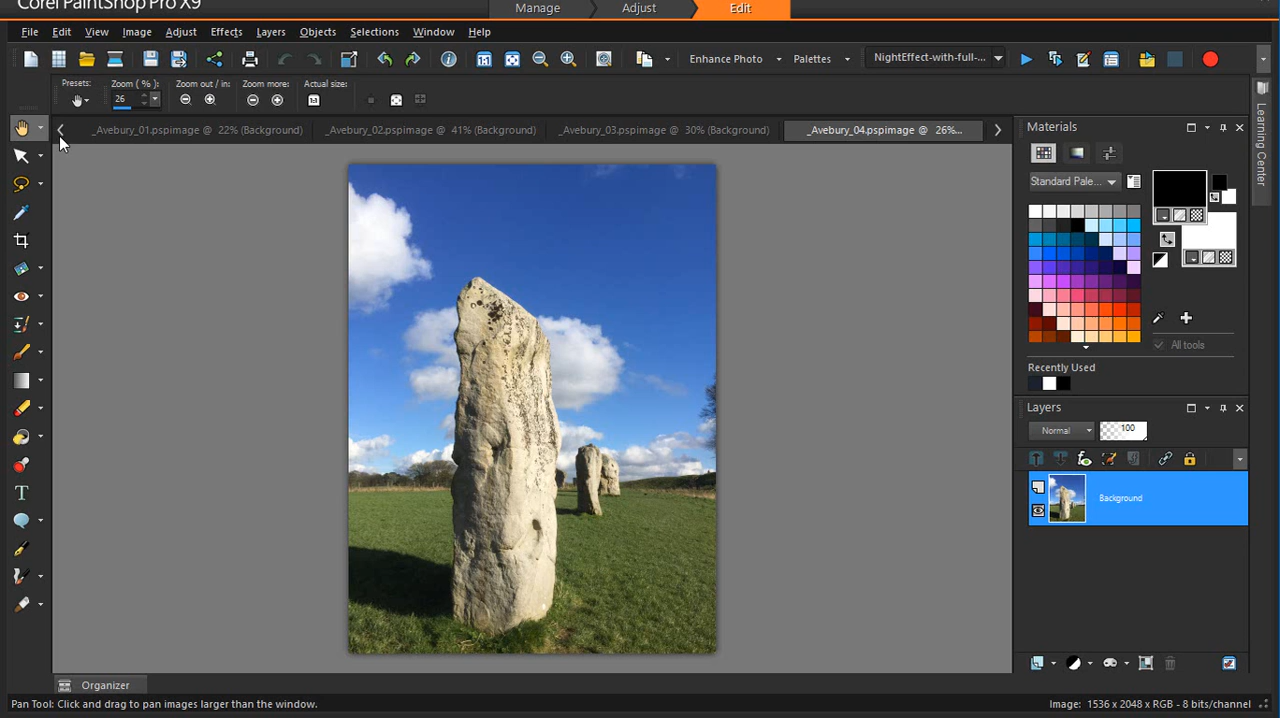 Corel PaintShop Pro X9
Manage Adjust Edit
File Edit View Image Adjust Effects Layers Objects Selections Window Help
Enhance Photo Palettes NightEffect-with-full-...
Presets: Zoom ( % ): Zoom out / in: Zoom more: Actual size:
26
_Avebury_01.pspimage @ 22% (Background) _Avebury_02.pspimage @ 41% (Background) _Avebury_03.pspimage @ 30% (Background) _Avebury_04.pspimage @ 26%...
Materials
Learning Center
Standard Pale...
All tools
Recently Used
Layers
Normal 100
Background
Organizer
Pan Tool: Click and drag to pan images larger than the window. Image: 1536 x 2048 x RGB - 8 bits/channel